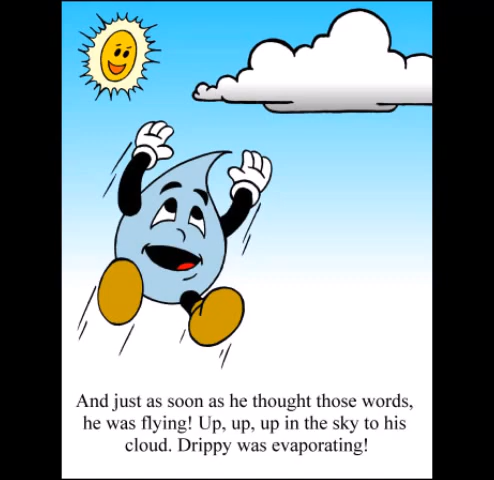 And just as soon as he thought those words,
he was flying! Up, up, up in the sky to his
cloud. Drippy was evaporating!